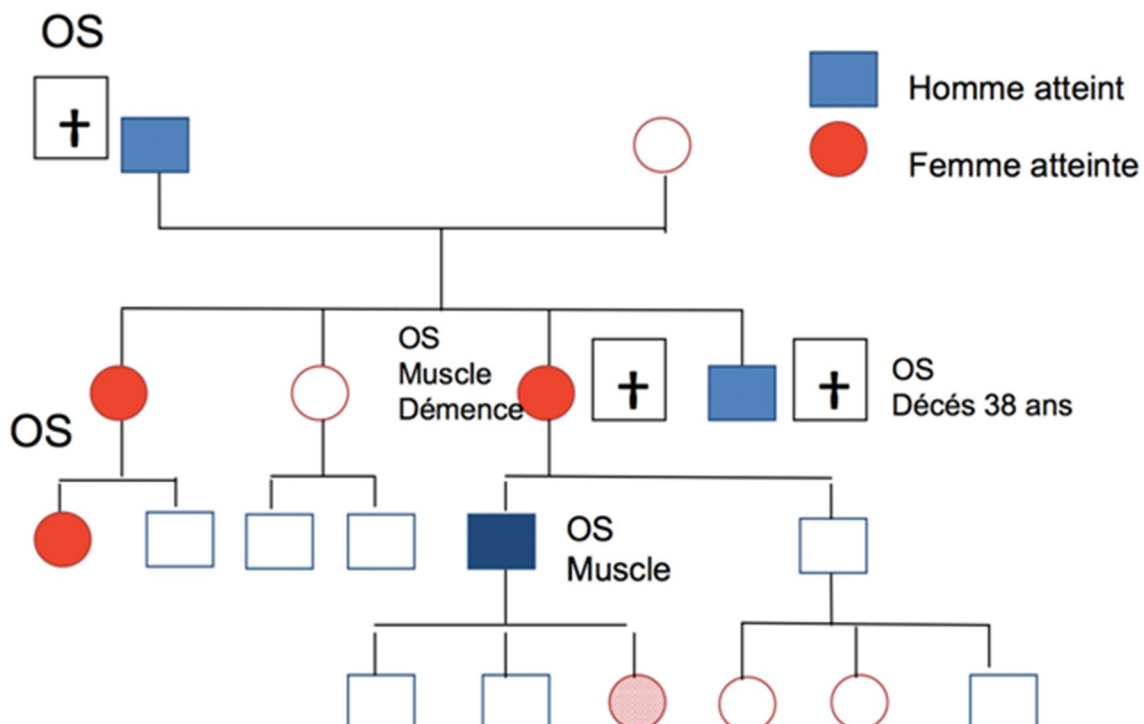 OS
Homme atteint
Femme atteinte
OS
Muscle
Démence
OS
Décés 38 ans
OS
OS
Muscle